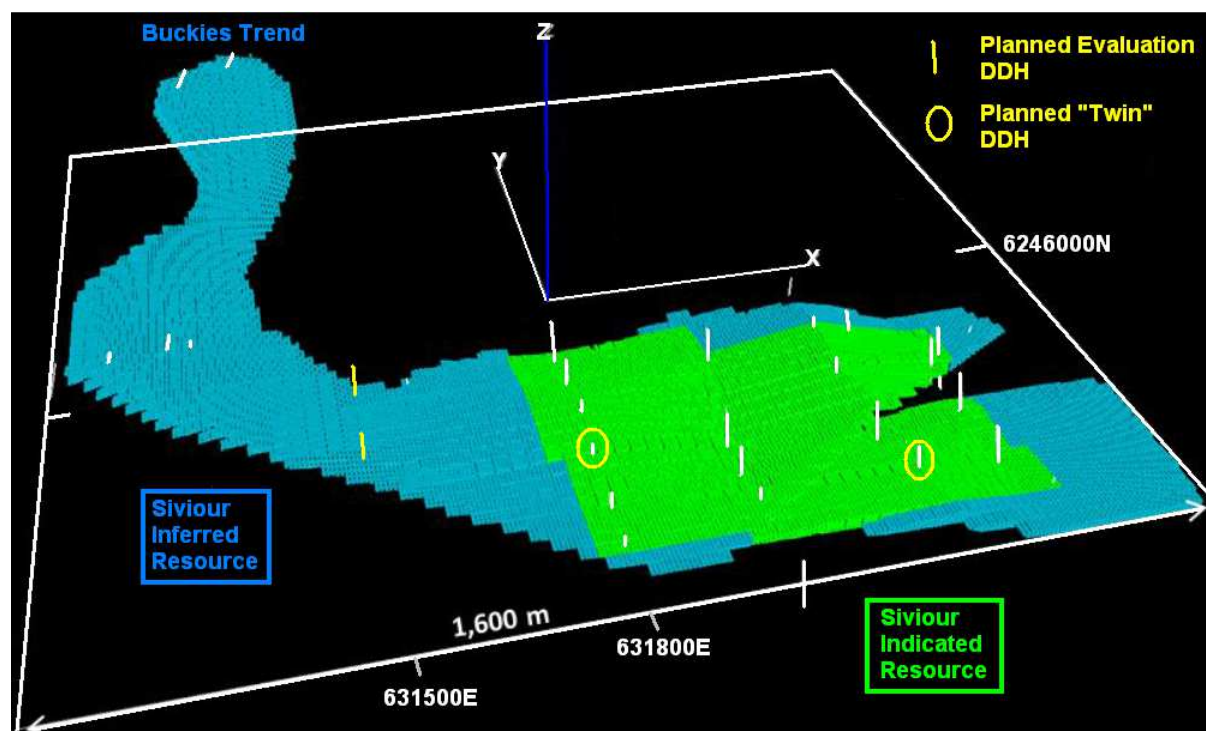 Buckies Trend
Z
Planned Evaluation
DDH
Planned "Twin"
DDH
Y
X
6246000N
Siviour
Inferred
Resource
1,600 m
631800E
631500E
Siviour
Indicated
Resource